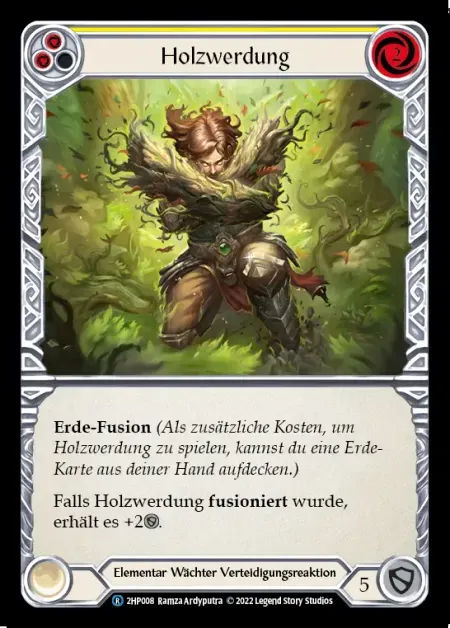 Holzwerdung
2
Erde-Fusion (Als zusätzliche Kosten, um
Holzwerdung zu spielen, kannst du eine Erde-
Karte aus deiner Hand aufdecken.)
Falls Holzwerdung fusioniert wurde,
erhält es +2.
Elementar Wächter Verteidigungsreaktion
5
R 2HP008 Ramza Ardyputra © 2022 Legend Story Studios